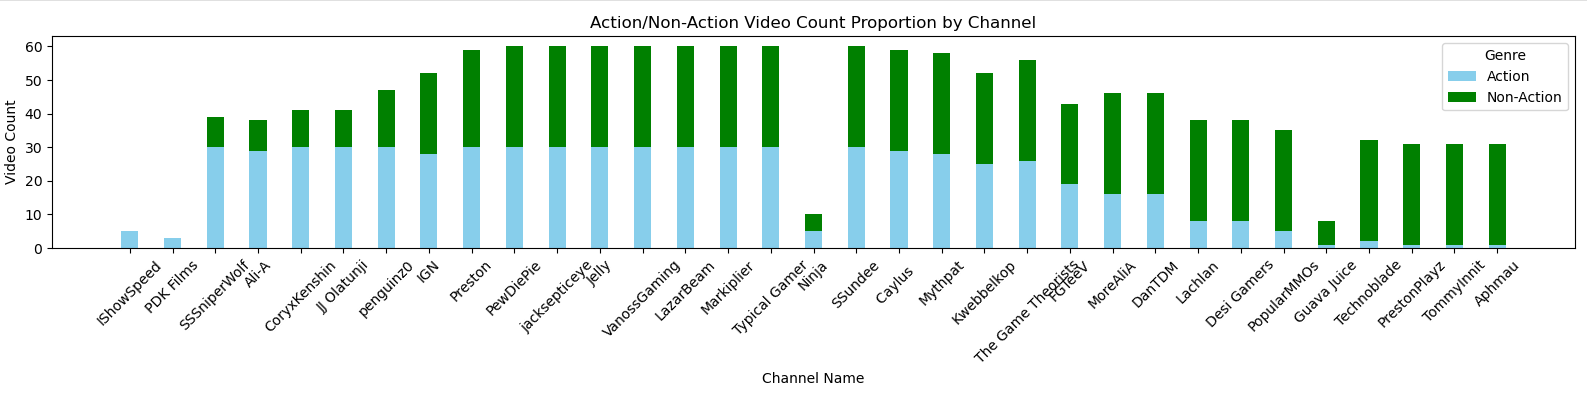 Action/Non-Action Video Count Proportion by Channel
Video Count
60
50
40
30
20
10
0
Genre
Action
Non-Action
IShowSpeed
PDK Films
SSSniperWolf
Ali-A
CoryxKenshin
JJ Olatunji
penguinz0
IGN
Preston
PewDiePie
jacksepticeye
Jelly
VanossGaming
LazarBeam
Markiplier
Typical Gamer
Ninja
SSundee
Caylus
Mythpat
Kwebbelkop
The Game Theorists
FGTeeV
MoreAliA
DanTDM
Lachlan
Desi Gamers
PopularMMOs
Guava Juice
Technoblade
PrestonPlayz
TommyInnit
Aphmau
Channel Name